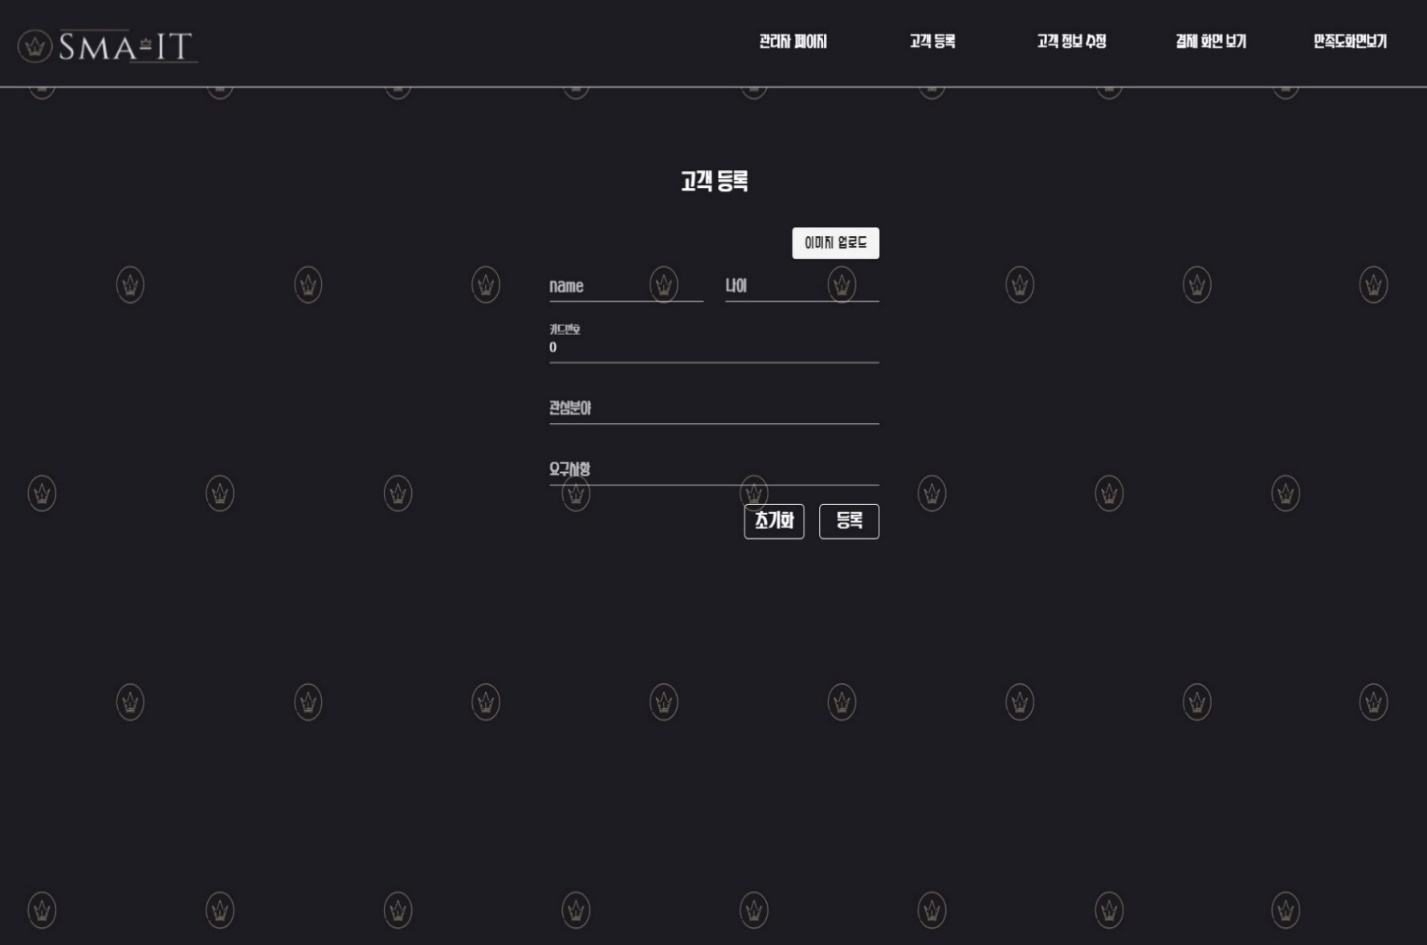 SMA-IT
관리자 페이지 고객 등록 고객 정보 수정 결제 화면 보기 만족도화면보기
고객 등록
이미지 업로드
name 나이
카드번호
0
관심분야
요구사항
초기화 등록